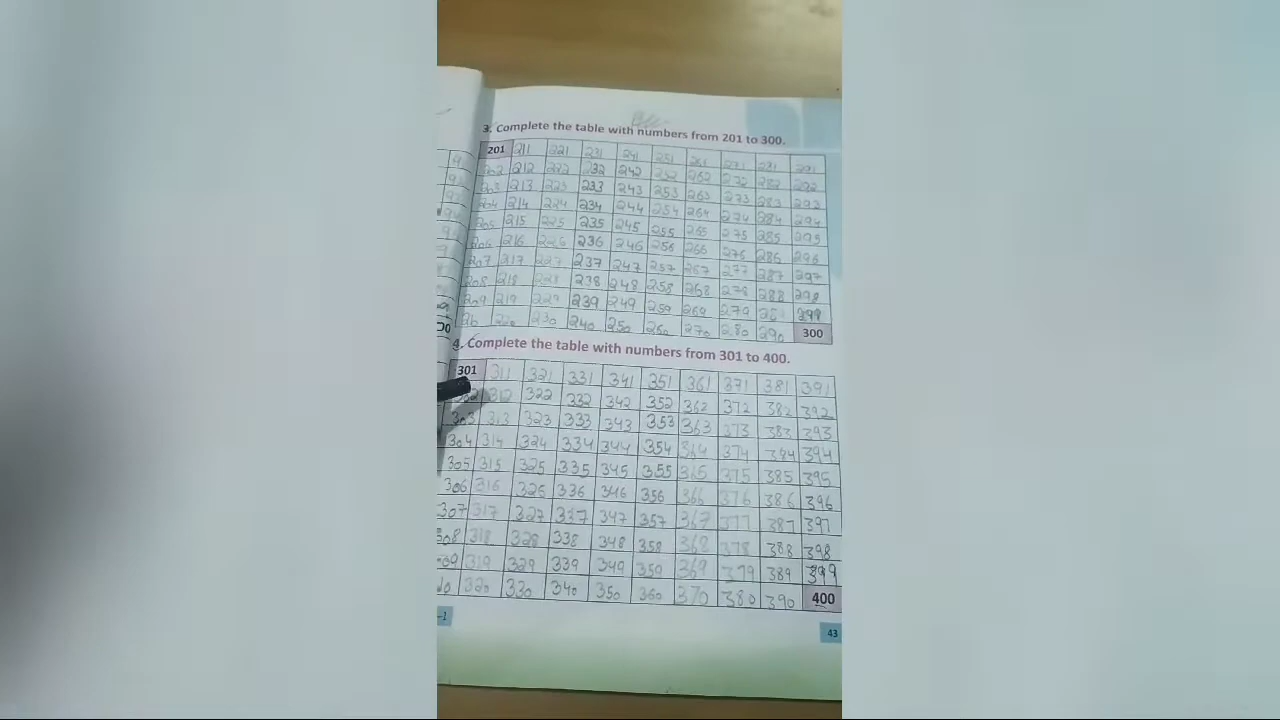 3. Complete the table with numbers from 201 to 300.
201 211 221 231 241 251 261 271 281 291
212 222 232 242 252 262 272 282 292
203 213 223 233 243 253 263 273 283 293
204 214 224 234 244 254 264 274 284 294
205 215 225 235 245 255 265 275 285 295
206 216 226 236 246 256 266 276 286 296
207 217 227 237 247 257 267 277 287 297
208 218 228 238 248 258 268 278 288 298
209 219 229 239 249 259 269 279 299
220 230 240 250 260 270 280 290 300
4. Complete the table with numbers from 301 to 400.
301 311 321 331 341 351 361 371 381 391
312 322 332 342 352 362 372 382 392
303 313 323 333 343 353 363 373 383 393
304 314 324 334 344 354 364 374 384 394
305 315 325 335 345 355 365 375 385 395
306 316 326 336 346 356 366 376 386 396
307 317 327 337 347 357 367 377 387 397
308 318 328 338 348 358 368 378 388 398
319 329 339 349 359 369 379 389 399
320 330 340 350 360 370 380 390 400
43